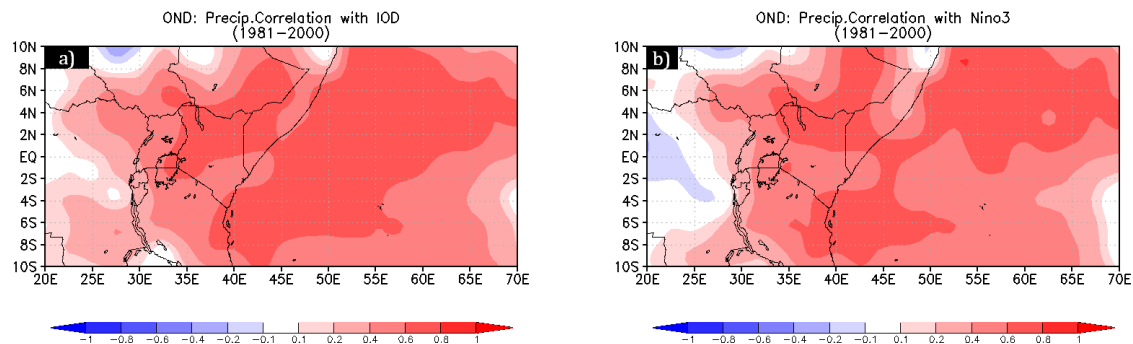 OND: Precip.Correlation with IOD
(1981−2000)
a)
10N
8N
6N
4N
2N
EQ
2S
4S
6S
8S
10S
20E 25E 30E 35E 40E 45E 50E 55E 60E 65E 70E
−1 −0.8 −0.6 −0.4 −0.2 −0.1 0.1 0.2 0.4 0.6 0.8 1
OND: Precip.Correlation with Nino3
(1981−2000)
b)
10N
8N
6N
4N
2N
EQ
2S
4S
6S
8S
10S
20E 25E 30E 35E 40E 45E 50E 55E 60E 65E 70E
−1 −0.8 −0.6 −0.4 −0.2 −0.1 0.1 0.2 0.4 0.6 0.8 1